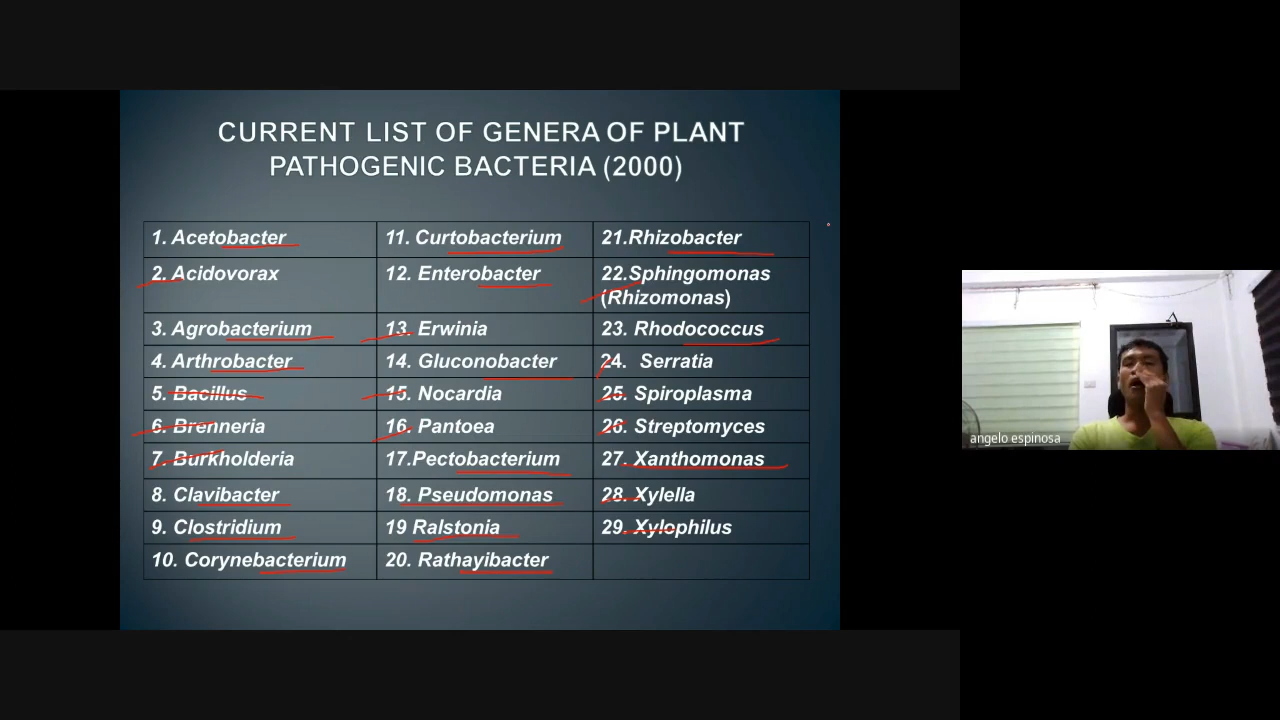 CURRENT LIST OF GENERA OF PLANT
PATHOGENIC BACTERIA (2000)
1. Acetobacter
11. Curtobacterium
21.Rhizobacter
2. Acidovorax
12. Enterobacter
22.Sphingomonas
(Rhizomonas)
3. Agrobacterium
13. Erwinia
23. Rhodococcus
4. Arthrobacter
14. Gluconobacter
24. Serratia
5. Bacillus
15. Nocardia
25. Spiroplasma
6. Brenneria
16. Pantoea
26. Streptomyces
7. Burkholderia
17.Pectobacterium
27. Xanthomonas
8. Clavibacter
18. Pseudomonas
28. Xylella
9. Clostridium
19 Ralstonia
29. Xylophilus
10. Corynebacterium
20. Rathayibacter
angelo espinosa